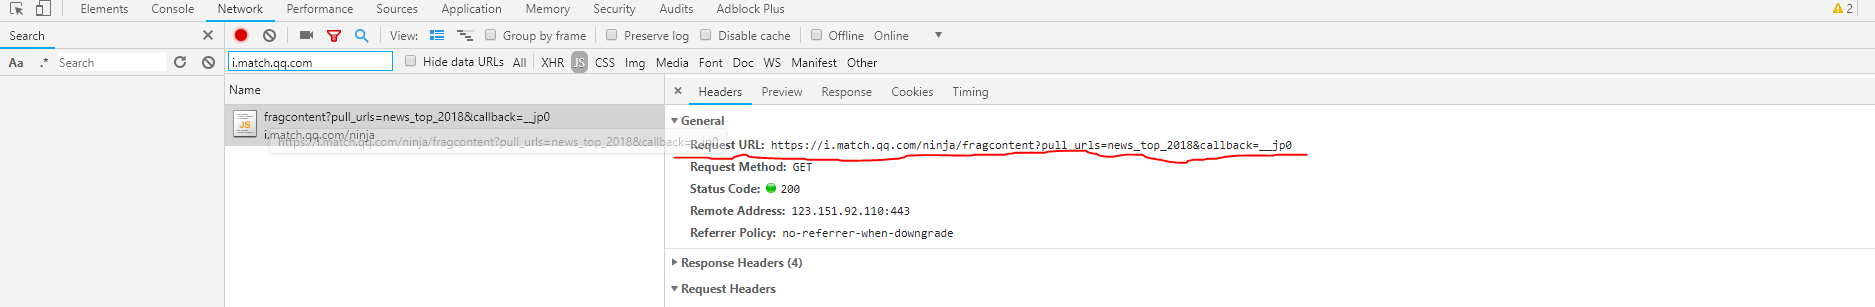 Elements Console Network Performance Sources Application Memory Security Audits Adblock Plus 2
Search View: Group by frame Preserve log Disable cache Offline Online
Aa .* Search i.match.qq.com Hide data URLs All XHR JS CSS Img Media Font Doc WS Manifest Other
Name
Headers Preview Response Cookies Timing
JS
fragcontent?pull_urls=news_top_2018&callback=__jp0
i.match.qq.com/ninja
https://i.match.qq.com/ninja/fragcontent?pull_urls=news_top_2018&callback=__jp0
General
Request URL: https://i.match.qq.com/ninja/fragcontent?pull_urls=news_top_2018&callback=__jp0
Request Method: GET
Status Code: 200
Remote Address: 123.151.92.110:443
Referrer Policy: no-referrer-when-downgrade
Response Headers (4)
Request Headers